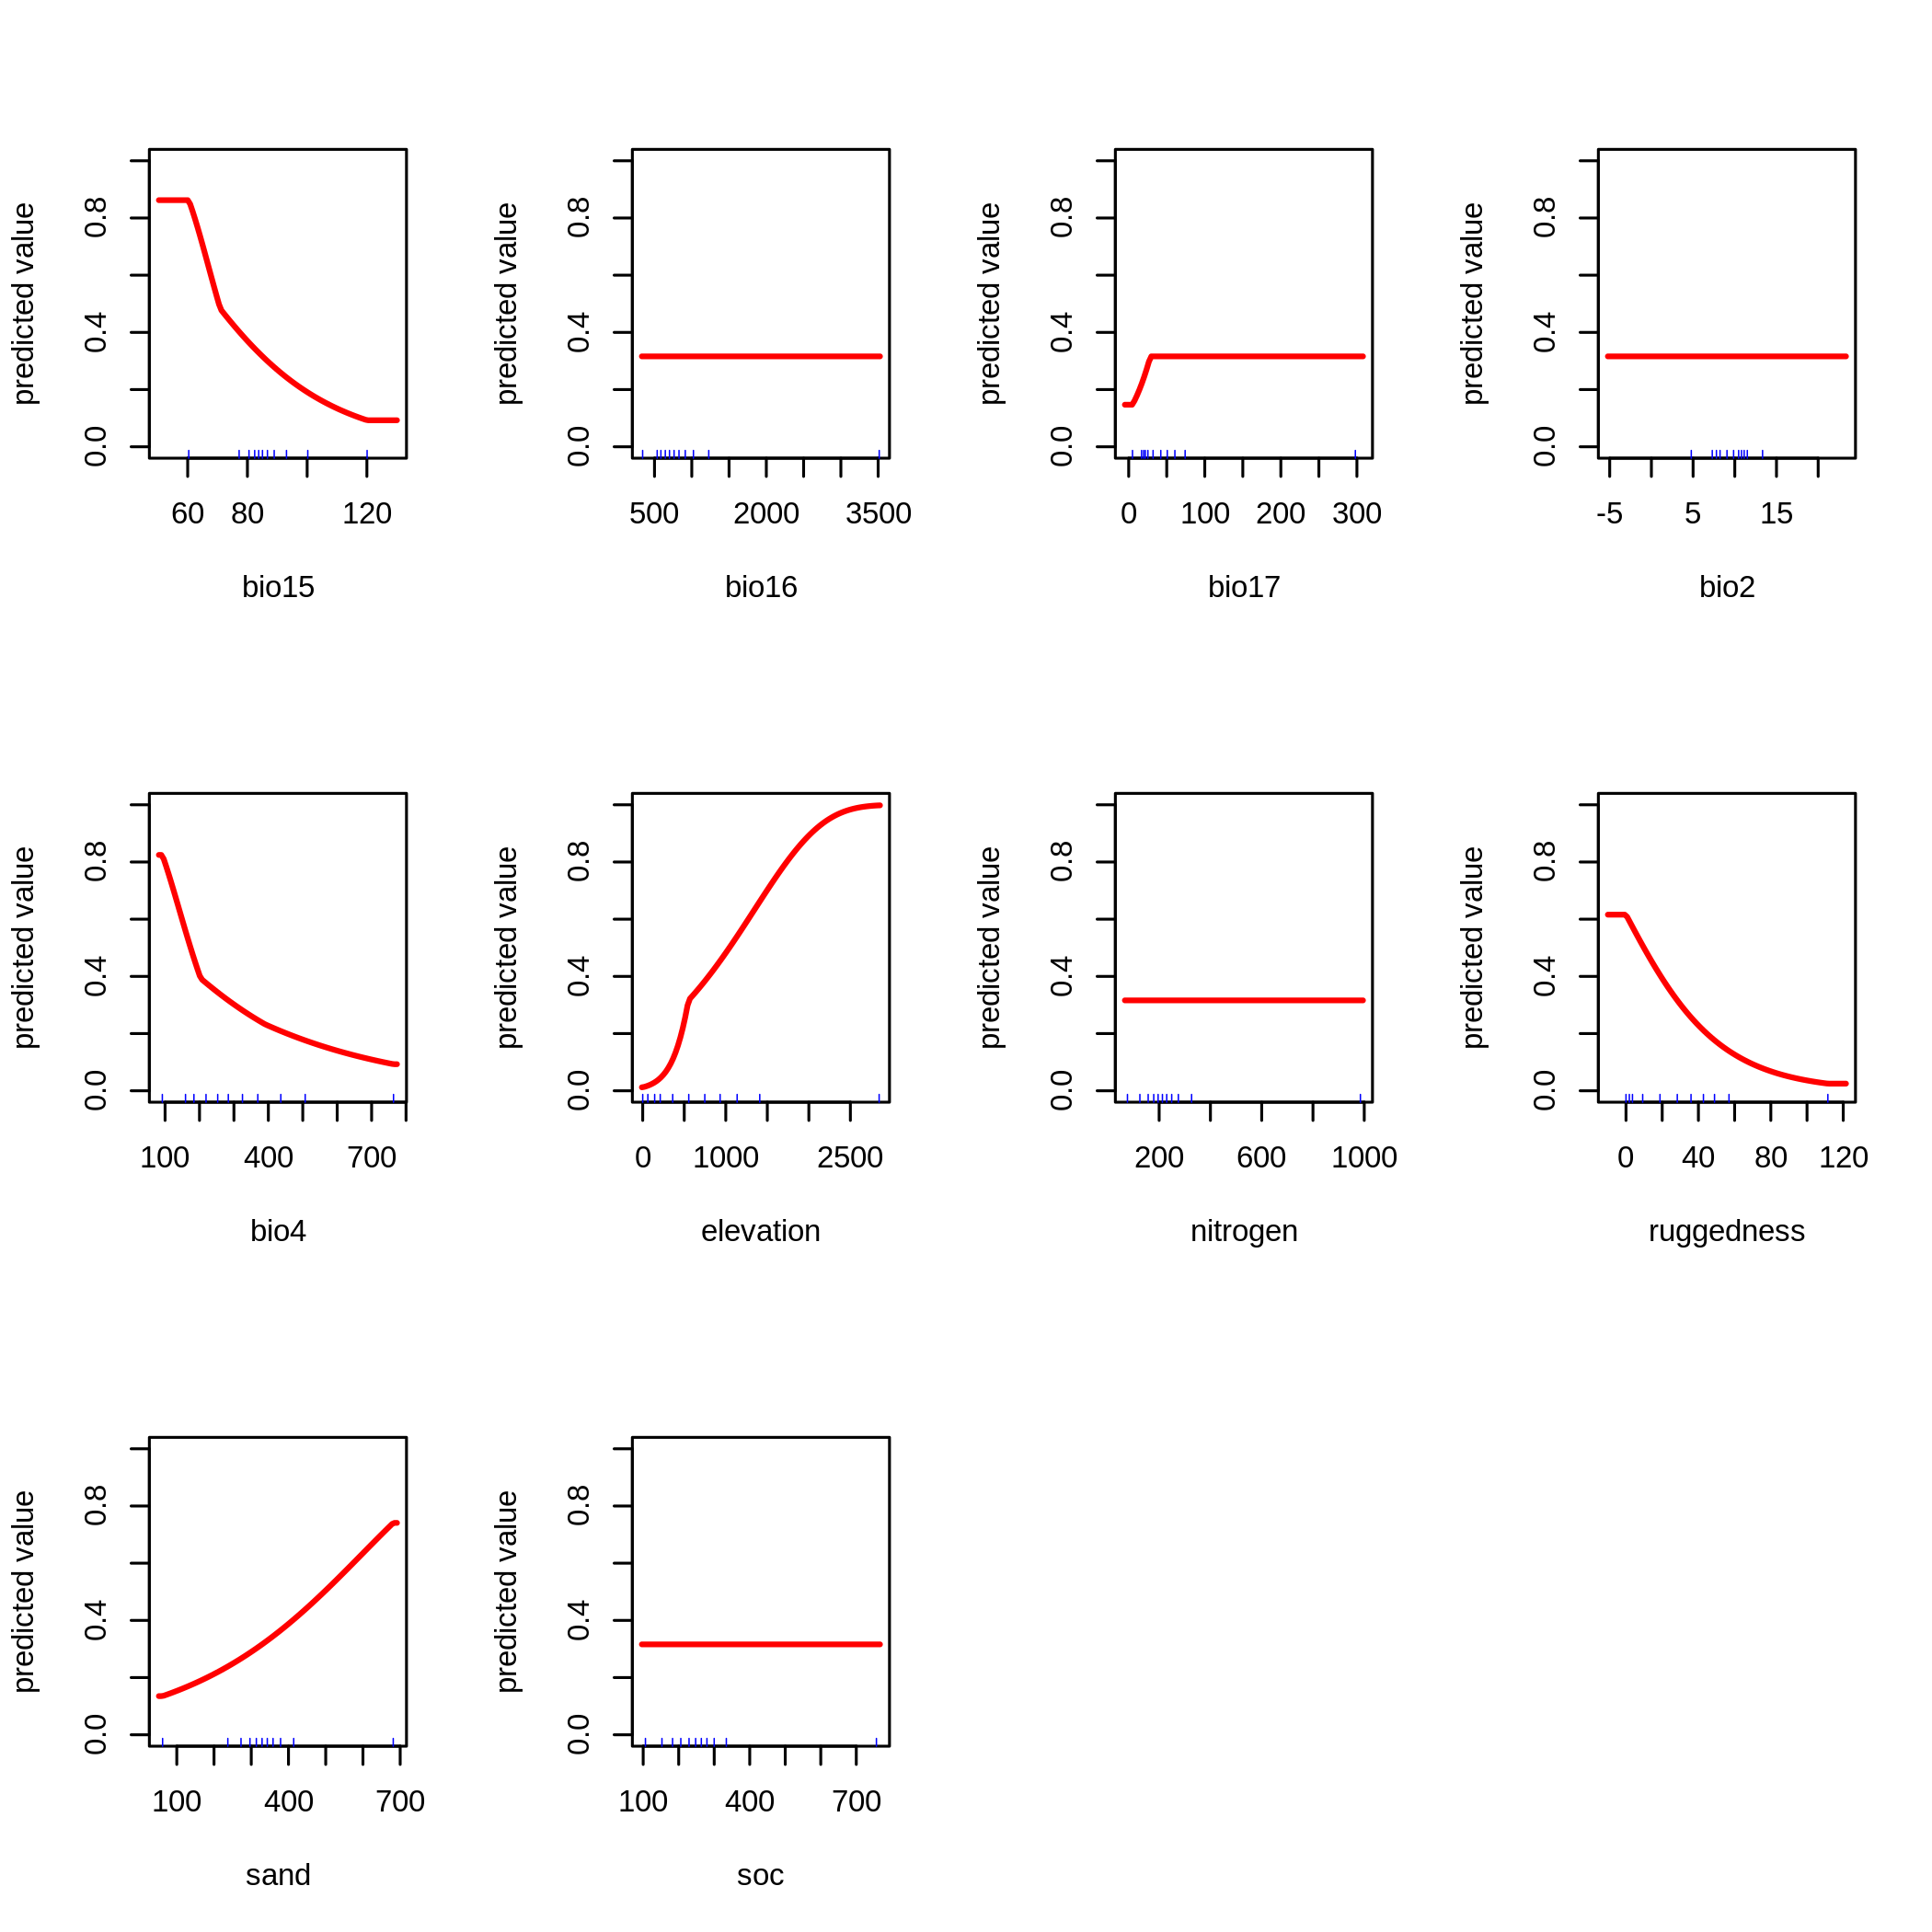 predicted value
0.0 0.4 0.8
60 80 120
bio15
predicted value
0.0 0.4 0.8
500 2000 3500
bio16
predicted value
0.0 0.4 0.8
0 100 200 300
bio17
predicted value
0.0 0.4 0.8
-5 5 15
bio2
predicted value
0.0 0.4 0.8
100 400 700
bio4
predicted value
0.0 0.4 0.8
0 1000 2500
elevation
predicted value
0.0 0.4 0.8
200 600 1000
nitrogen
predicted value
0.0 0.4 0.8
0 40 80 120
ruggedness
predicted value
0.0 0.4 0.8
100 400 700
sand
predicted value
0.0 0.4 0.8
100 400 700
soc